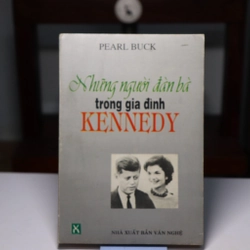 PEARL BUCK
Những người đàn bà
trong gia đình
KENNEDY
NHÀ XUẤT BẢN VĂN NGHỆ